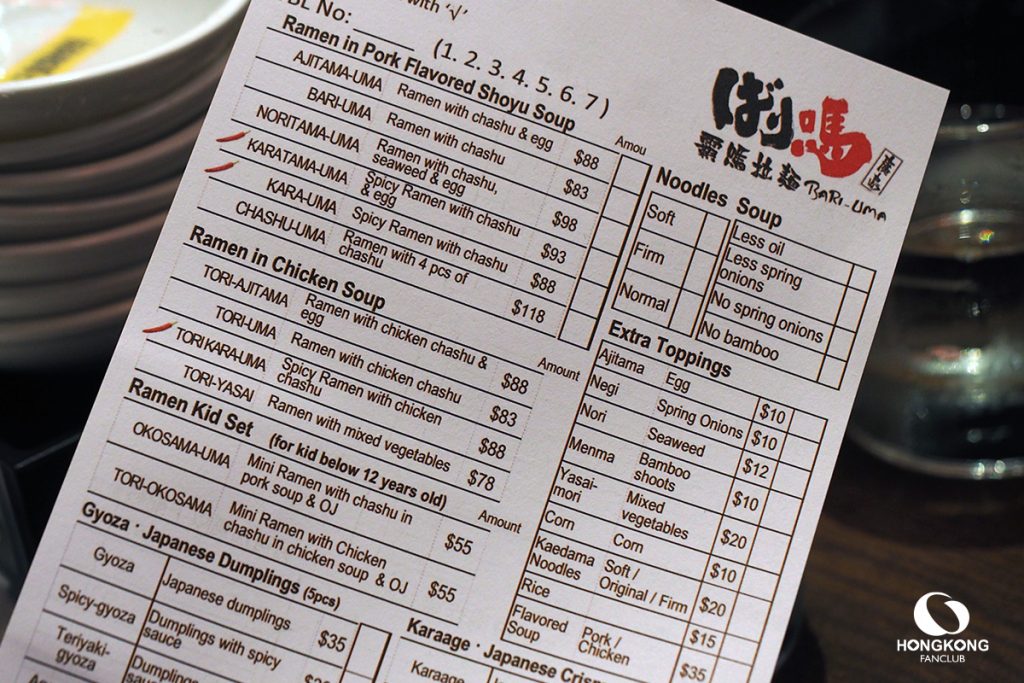 with '√'
BL No:
(1. 2. 3. 4. 5. 6. 7 )
Ramen in Pork Flavored Shoyu Soup
Amou
AJITAMA-UMA Ramen with chashu & egg $88
BARI-UMA Ramen with chashu $83
NORITAMA-UMA Ramen with chashu,
seaweed & egg $98
KARATAMA-UMA Spicy Ramen with chashu
& egg $93
KARA-UMA Spicy Ramen with chashu $88
CHASHU-UMA Ramen with 4 pcs of
chashu $118
Ramen in Chicken Soup
Amount
TORI-AJITAMA Ramen with chicken chashu &
egg $88
TORI-UMA Ramen with chicken chashu $83
TORI KARA-UMA Spicy Ramen with chicken
chashu $88
TORI-YASAI Ramen with mixed vegetables $78
Ramen Kid Set (for kid below 12 years old)
Amount
OKOSAMA-UMA Mini Ramen with chashu in
pork soup & OJ $55
TORI-OKOSAMA Mini Ramen with Chicken
chashu in chicken soup & OJ $55
Gyoza · Japanese Dumplings (5pcs)
Gyoza Japanese dumplings $35
Spicy-gyoza Dumplings with spicy
sauce
Teriyaki-
gyoza Dumplings
ばり嗎
霸嗎拉麵 BARI-UMA
Noodles Soup
Soft
Firm
Normal
Less oil
Less spring
onions
No spring onions
No bamboo
Extra Toppings
Ajitama Egg $10
Negi Spring Onions $10
Nori Seaweed $12
Menma Bamboo
shoots $10
Yasai-
mori Mixed
vegetables $20
Corn Corn $10
Kaedama
Noodles Soft /
Original / Firm $20
Rice $15
Flavored
Soup Pork /
Chicken $35
Karaage · Japanese Crisp
Karaage
HONGKONG
FANCLUB